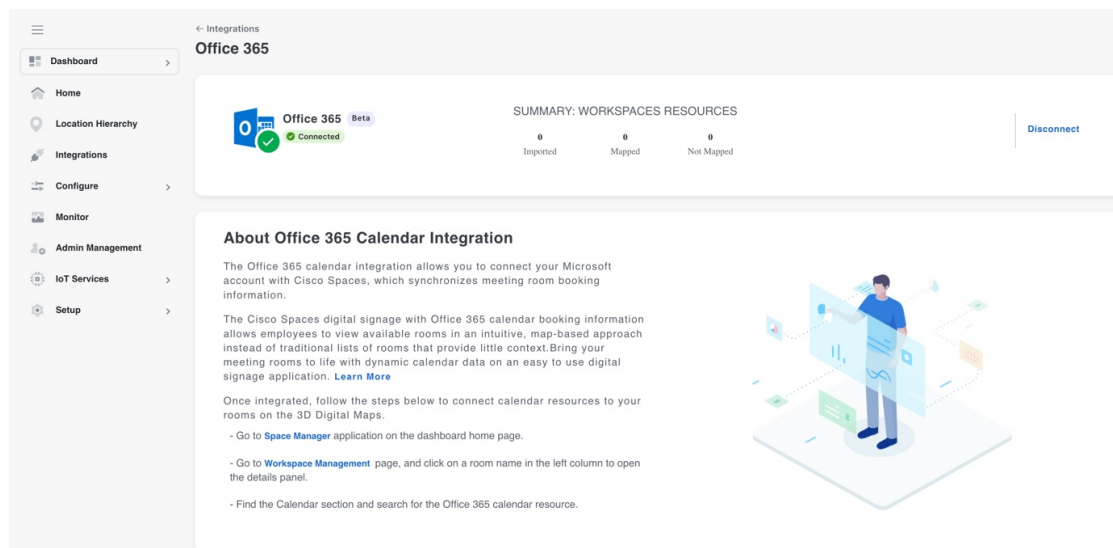 ← Integrations
Office 365
Dashboard
Home
Location Hierarchy
Integrations
Configure
Monitor
Admin Management
IoT Services
Setup
Office 365 Beta
Connected
SUMMARY: WORKSPACES RESOURCES
0 0 0
Imported Mapped Not Mapped
Disconnect
About Office 365 Calendar Integration
The Office 365 calendar integration allows you to connect your Microsoft
account with Cisco Spaces, which synchronizes meeting room booking
information.
The Cisco Spaces digital signage with Office 365 calendar booking information
allows employees to view available rooms in an intuitive, map-based approach
instead of traditional lists of rooms that provide little context.Bring your
meeting rooms to life with dynamic calendar data on an easy to use digital
signage application. Learn More
Once integrated, follow the steps below to connect calendar resources to your
rooms on the 3D Digital Maps.
- Go to Space Manager application on the dashboard home page.
- Go to Workspace Management page, and click on a room name in the left column to open
the details panel.
- Find the Calendar section and search for the Office 365 calendar resource.